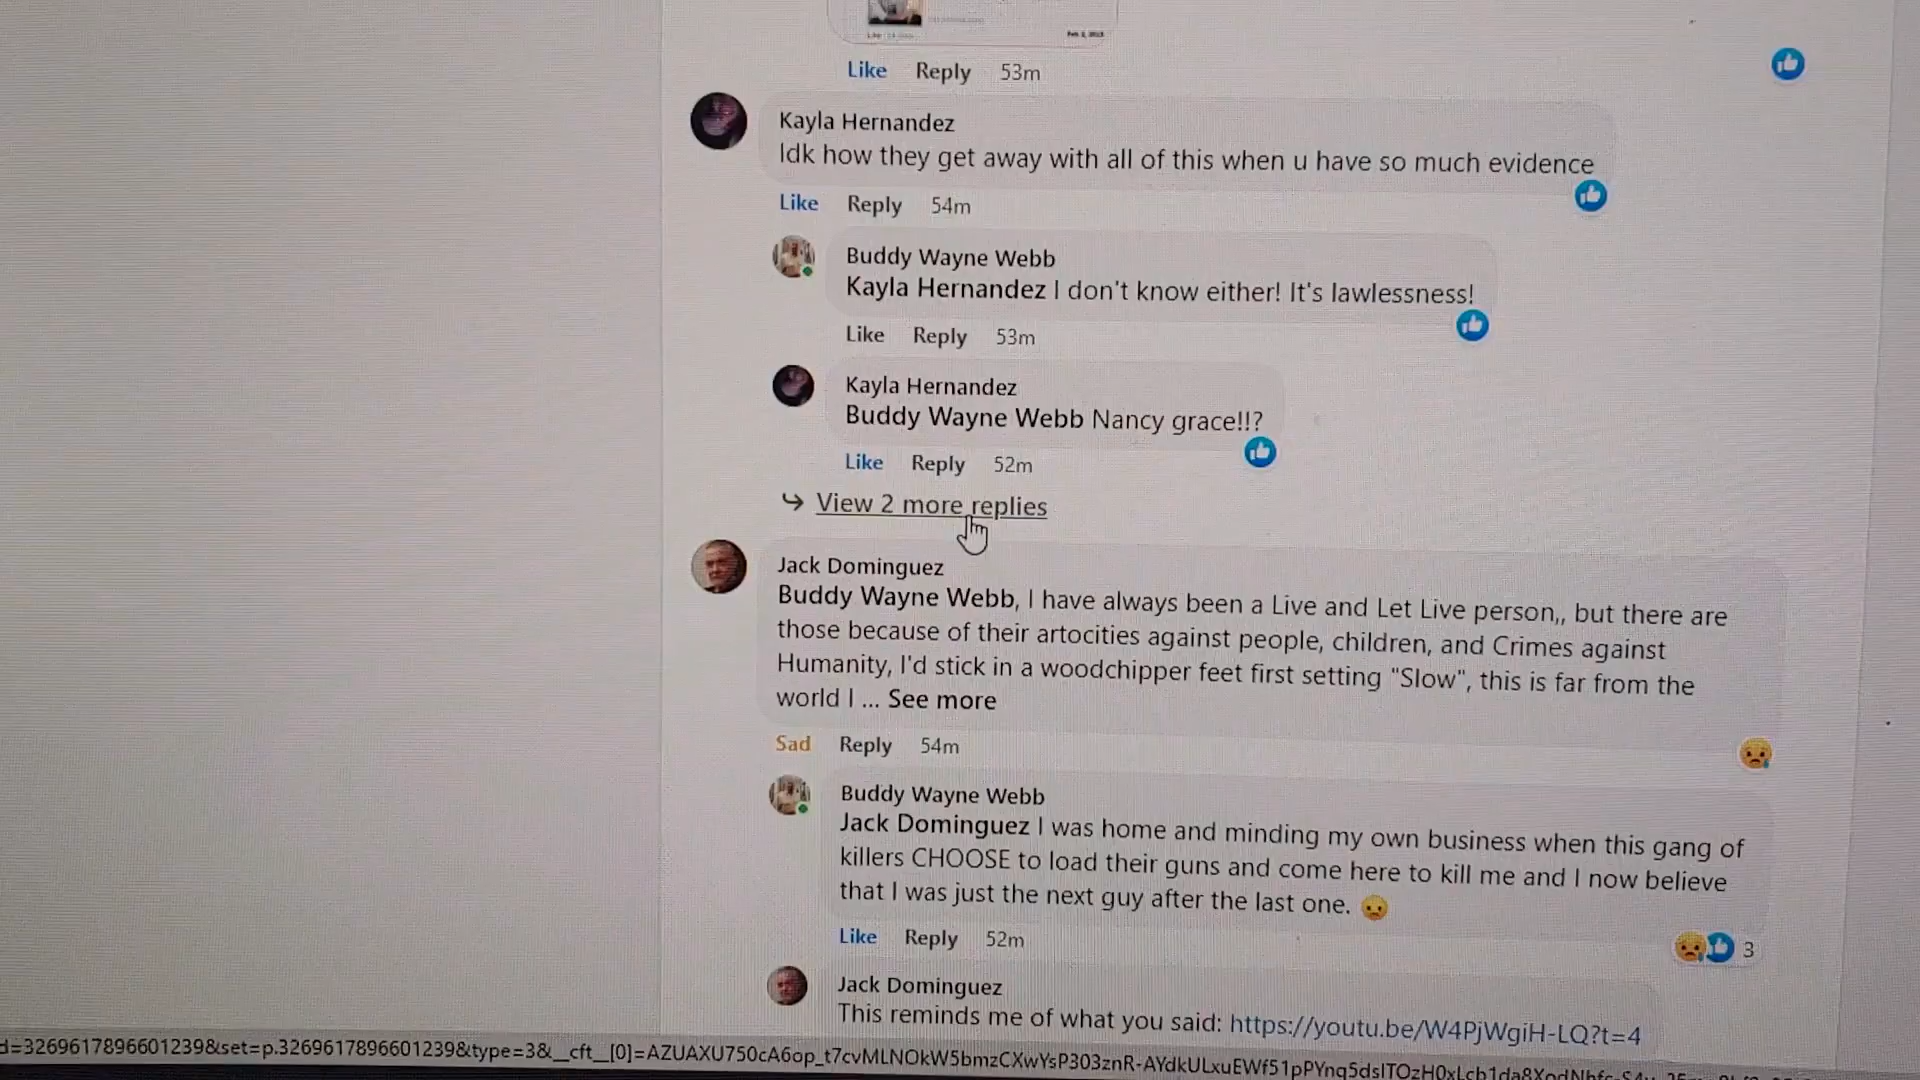 Like Reply 53m
Kayla Hernandez
Idk how they get away with all of this when u have so much evidence
Like Reply 54m
Buddy Wayne Webb
Kayla Hernandez I don't know either! It's lawlessness!
Like Reply 53m
Kayla Hernandez
Buddy Wayne Webb Nancy grace!!?
Like Reply 52m
View 2 more replies
Jack Dominguez
Buddy Wayne Webb, I have always been a Live and Let Live person,, but there are
those because of their artocities against people, children, and Crimes against
Humanity, I'd stick in a woodchipper feet first setting "Slow", this is far from the
world I ... See more
Sad Reply 54m
Buddy Wayne Webb
Jack Dominguez I was home and minding my own business when this gang of
killers CHOOSE to load their guns and come here to kill me and I now believe
that I was just the next guy after the last one.
Like Reply 52m
3
Jack Dominguez
This reminds me of what you said: https://youtu.be/W4PjWgiH-LQ?t=4
d=3269617896601239&set=p.3269617896601239&type=3&__cft__[0]=AZUAXU750cA6op_t7cvMLNOkW5bmzCXwYsP303znR-AYdkULxuEWf51pPYnq5dsITOzH0xLcb1da8XpdNhfc